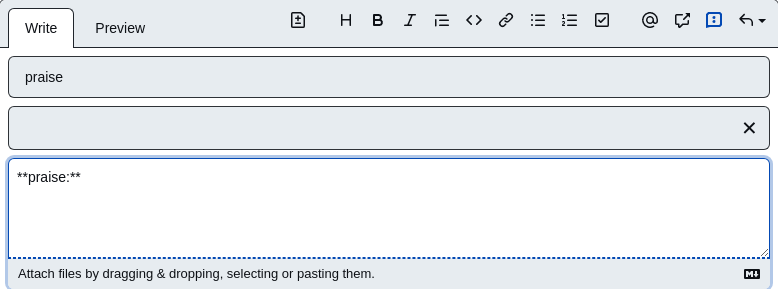 Write Preview
praise
**praise:**
Attach files by dragging & dropping, selecting or pasting them.